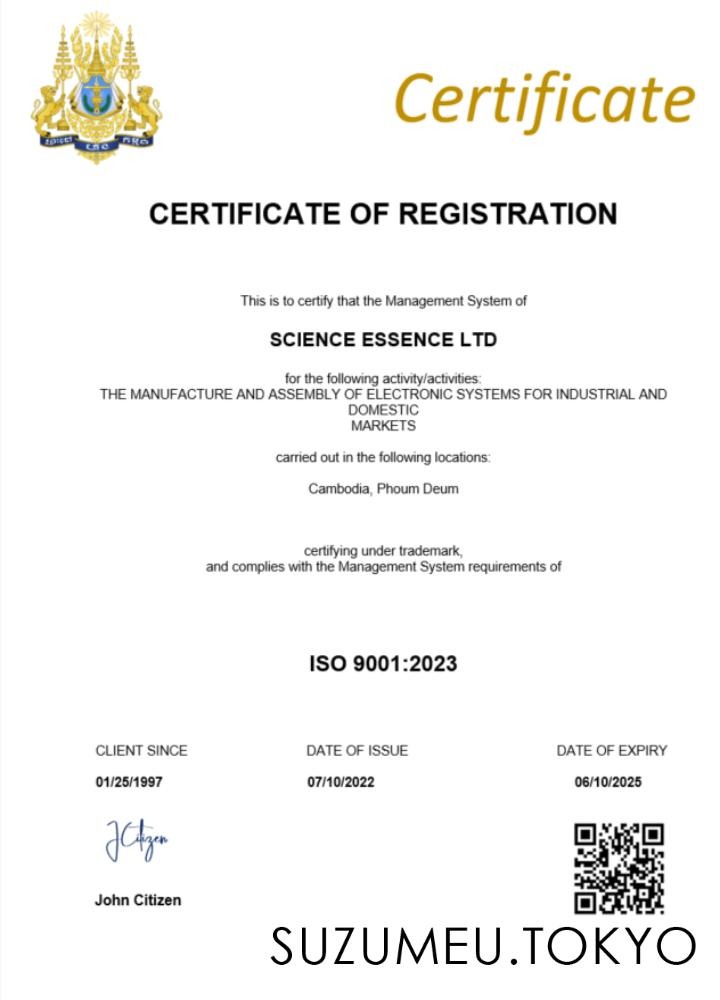 Certificate
CERTIFICATE OF REGISTRATION
This is to certify that the Management System of
SCIENCE ESSENCE LTD
for the following activity/activities:
THE MANUFACTURE AND ASSEMBLY OF ELECTRONIC SYSTEMS FOR INDUSTRIAL AND
DOMESTIC
MARKETS
carried out in the following locations:
Cambodia, Phoum Deum
certifying under trademark,
and complies with the Management System requirements of
ISO 9001:2023
CLIENT SINCE DATE OF ISSUE DATE OF EXPIRY
01/25/1997 07/10/2022 06/10/2025
JCitizen
John Citizen
SUZUMEU.TOKYO